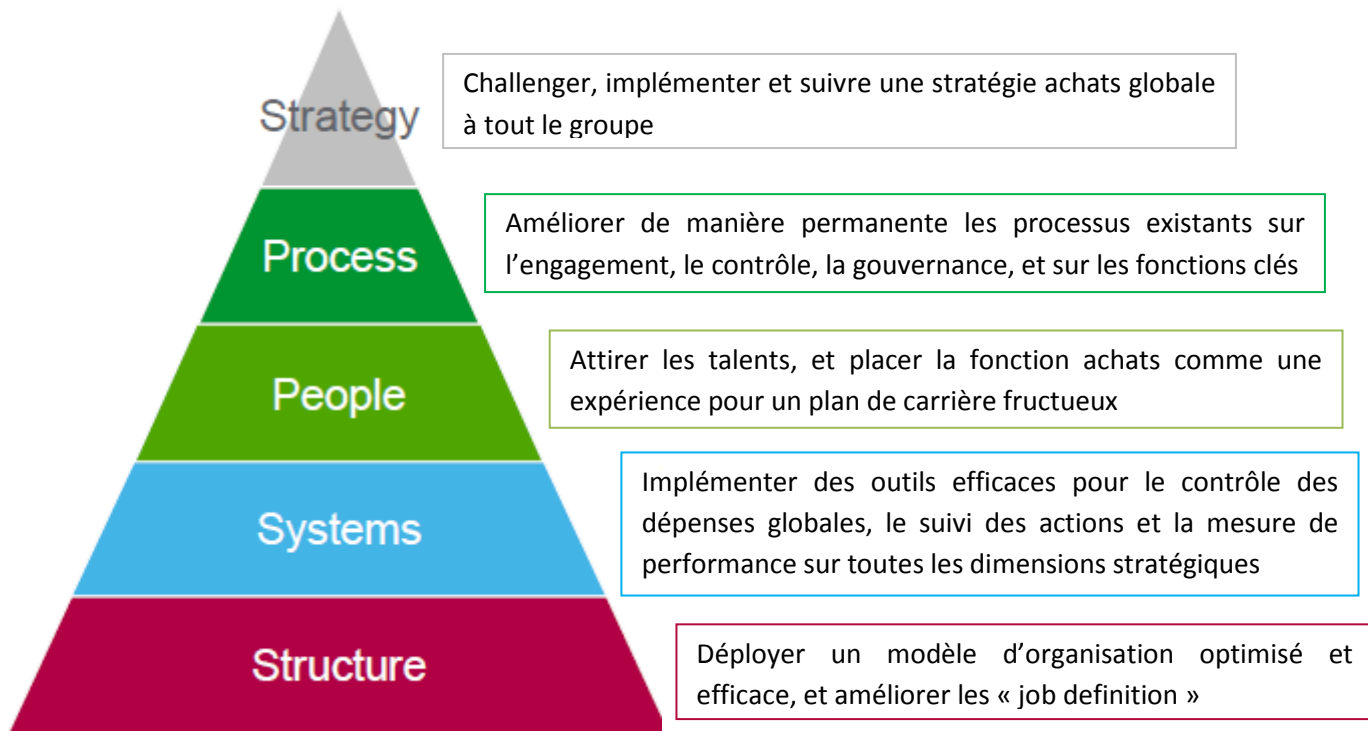 Strategy
Challenger, implémenter et suivre une stratégie achats globale
à tout le groupe
Process
Améliorer de manière permanente les processus existants sur
l’engagement, le contrôle, la gouvernance, et sur les fonctions clés
People
Attirer les talents, et placer la fonction achats comme une
expérience pour un plan de carrière fructueux
Systems
Implémenter des outils efficaces pour le contrôle des
dépenses globales, le suivi des actions et la mesure de
performance sur toutes les dimensions stratégiques
Structure
Déployer un modèle d’organisation optimisé et
efficace, et améliorer les « job definition »